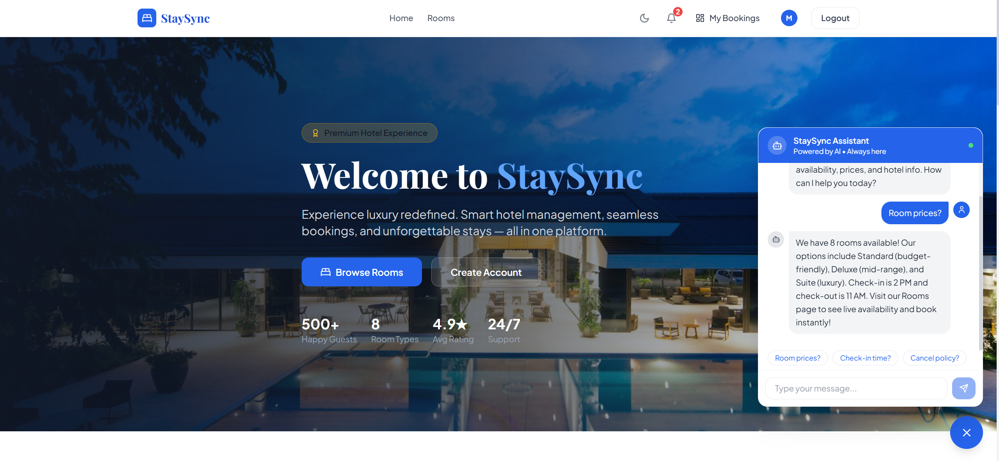 StaySync
Home
Rooms
2
My Bookings
M
Logout
Premium Hotel Experience
Welcome to StaySync
Experience luxury redefined. Smart hotel management, seamless
bookings, and unforgettable stays — all in one platform.
Browse Rooms
Create Account
500+
Happy Guests
8
Room Types
4.9★
Avg Rating
24/7
Support
StaySync Assistant
Powered by AI • Always here
availability, prices, and hotel info. How
can I help you today?
Room prices?
We have 8 rooms available! Our
options include Standard (budget-
friendly), Deluxe (mid-range), and
Suite (luxury). Check-in is 2 PM and
check-out is 11 AM. Visit our Rooms
page to see live availability and book
instantly!
Room prices?
Check-in time?
Cancel policy?
Type your message...